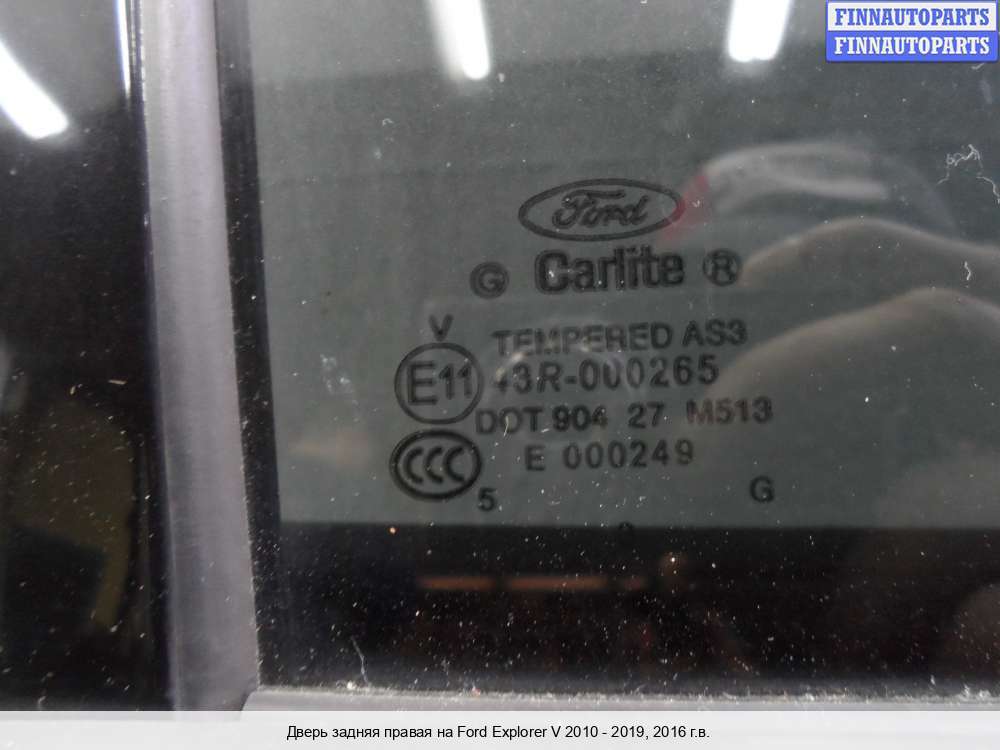 FINNAUTOPARTS
FINNAUTOPARTS
Ford
G Carlite ®
V
TEMPERED AS3
E11 43R-000265
DOT 904 27 M513
CCC E 000249
5 G
Дверь задняя правая на Ford Explorer V 2010 - 2019, 2016 г.в.